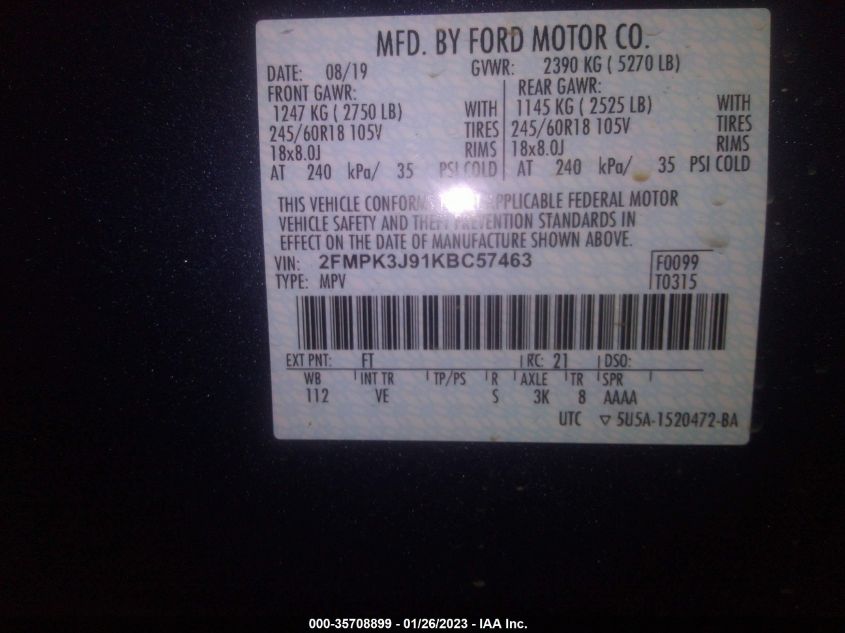 MFD. BY FORD MOTOR CO.
DATE: 08/19 GVWR: 2390 KG ( 5270 LB)
FRONT GAWR: REAR GAWR:
1247 KG ( 2750 LB) WITH 1145 KG ( 2525 LB) WITH
245/60R18 105V TIRES 245/60R18 105V TIRES
18x8.0J RIMS 18x8.0J RIMS
AT 240 kPa/ 35 PSI COLD AT 240 kPa/ 35 PSI COLD
THIS VEHICLE CONFORMS APPLICABLE FEDERAL MOTOR
VEHICLE SAFETY AND THEFT PREVENTION STANDARDS IN
EFFECT ON THE DATE OF MANUFACTURE SHOWN ABOVE.
VIN: 2FMPK3J91KBC57463 F0099
TYPE: MPV T0315
EXT PNT: FT RC: 21 DSO:
WB INT TR TP/PS R AXLE TR SPR
112 VE S 3K 8 AAAA
UTC ▽ 5U5A-1520472-BA
000-35708899 - 01/26/2023 - IAA Inc.